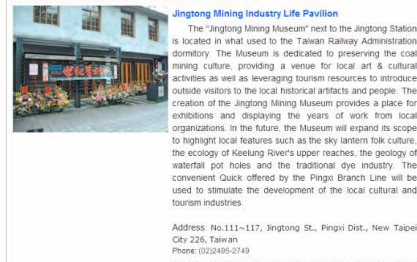 Jingtong Mining Industry Life Pavilion
The "Jingtong Mining Museum" next to the Jingtong Station
is located in what used to the Taiwan Railway Administration
dormitory. The Museum is dedicated to preserving the coal
mining culture, providing a venue for local art & cultural
activities as well as leveraging tourism resources to introduce
outside visitors to the local historical artifacts and people. The
creation of the Jingtong Mining Museum provides a place for
exhibitions and displaying the years of work from local
organizations. In the future, the Museum will expand its scope
to highlight local features such as the sky lantern folk culture,
the ecology of Keelung River's upper reaches, the geology of
waterfall pot holes and the traditional dye industry. The
convenient Quick offered by the Pingxi Branch Line will be
used to stimulate the development of the local cultural and
tourism industries
Address: No.111~117, Jingtong St., Pingxi Dist., New Taipei
City 226, Taiwan
Phone: (02)2495-2749